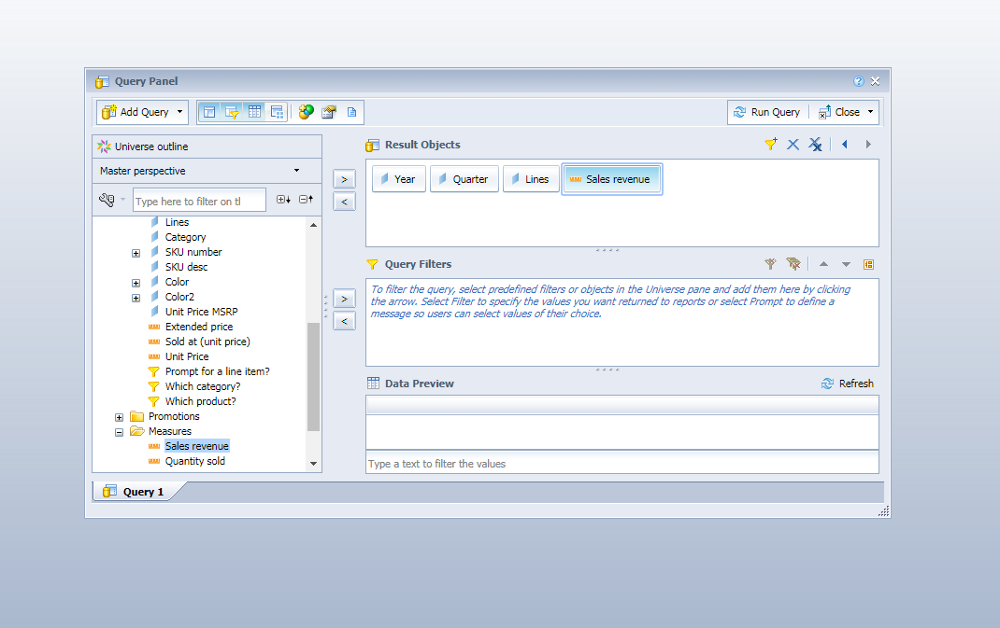 Query Panel
Add Query
Run Query
Close
Universe outline
Master perspective
Type here to filter on tl
Lines
Category
SKU number
SKU desc
Color
Color2
Unit Price MSRP
Extended price
Sold at (unit price)
Unit Price
Prompt for a line item?
Which category?
Which product?
Promotions
Measures
Sales revenue
Quantity sold
>
<
>
<
Result Objects
Year
Quarter
Lines
Sales revenue
Query Filters
To filter the query, select predefined filters or objects in the Universe pane and add them here by clicking
the arrow. Select Filter to specify the values you want returned to reports or select Prompt to define a
message so users can select values of their choice.
Data Preview
Refresh
Type a text to filter the values
Query 1